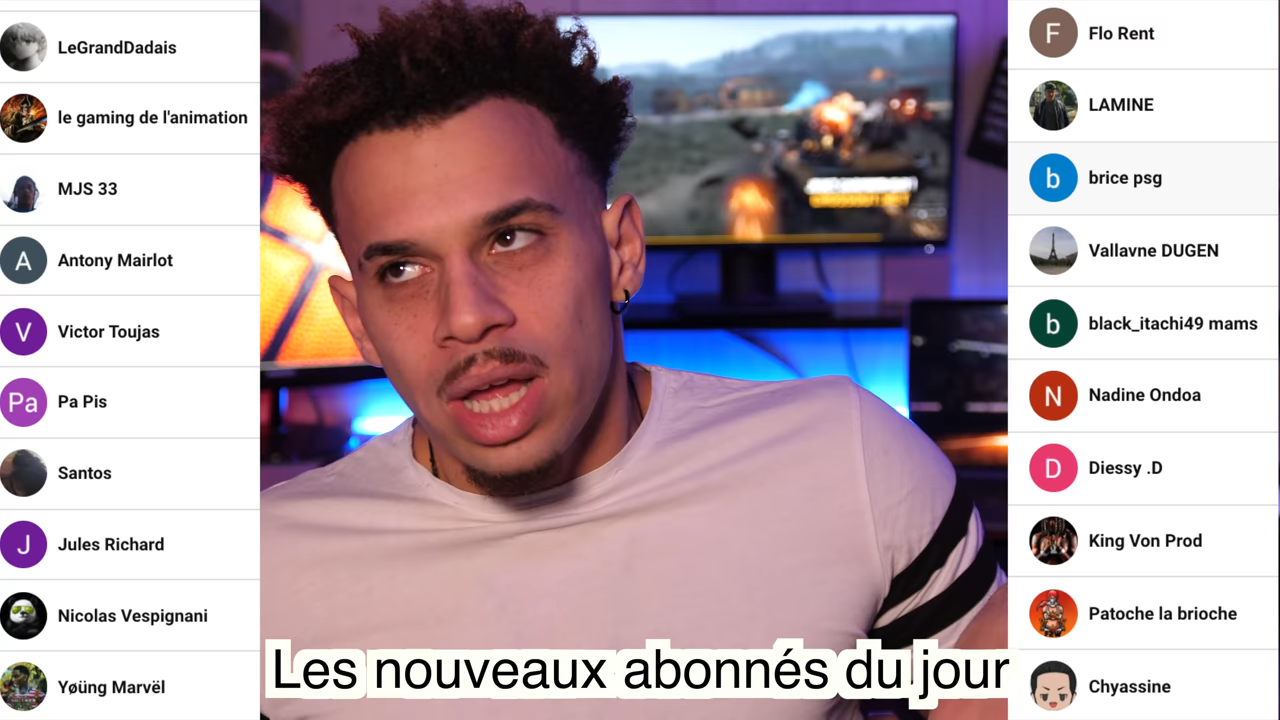 LeGrandDadais
le gaming de l'animation
MJS 33
A
Antony Mairlot
V
Victor Toujas
Pa
Pa Pis
Santos
J
Jules Richard
Nicolas Vespignani
Yøüng Marvël
F
Flo Rent
LAMINE
b
brice psg
Vallavne DUGEN
b
black_itachi49 mams
N
Nadine Ondoa
D
Diessy .D
King Von Prod
Patoche la brioche
Chyassine
Les nouveaux abonnés du jour